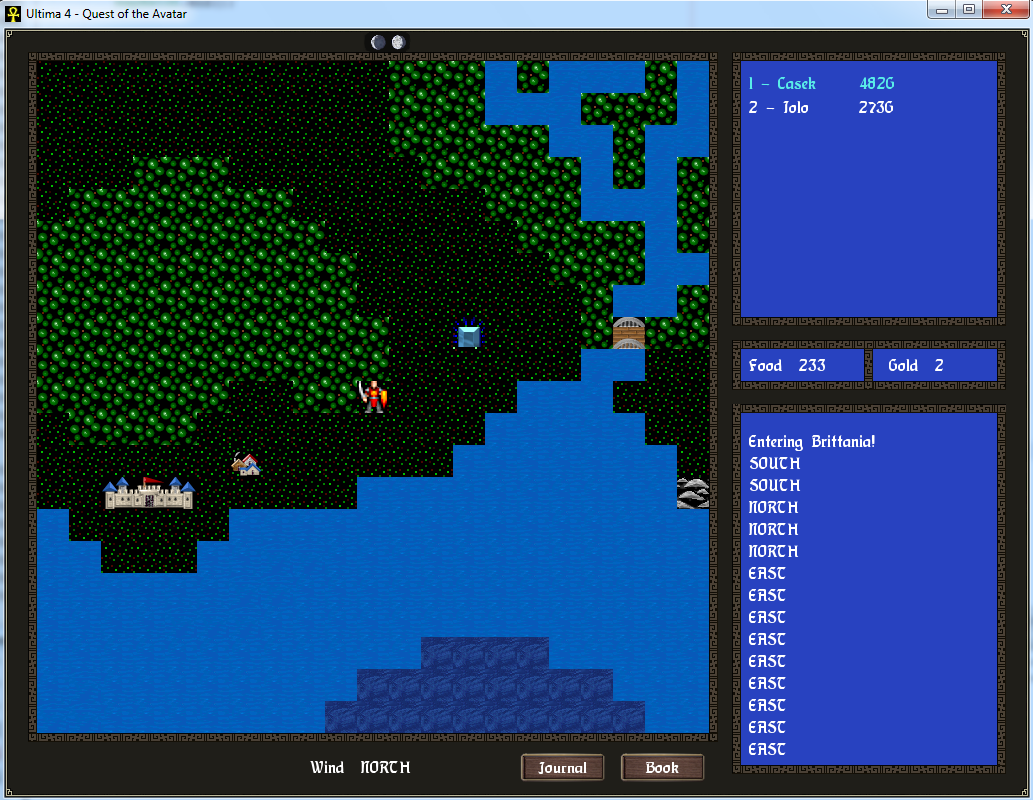 Ultima 4 - Quest of the Avatar
1 - Casek 482G
2 - Iolo 273G
Food 233 Gold 2
Entering Brittania!
SOUTH
SOUTH
NORTH
NORTH
NORTH
EAST
EAST
EAST
EAST
EAST
EAST
EAST
EAST
EAST
Wind NORTH Journal Book